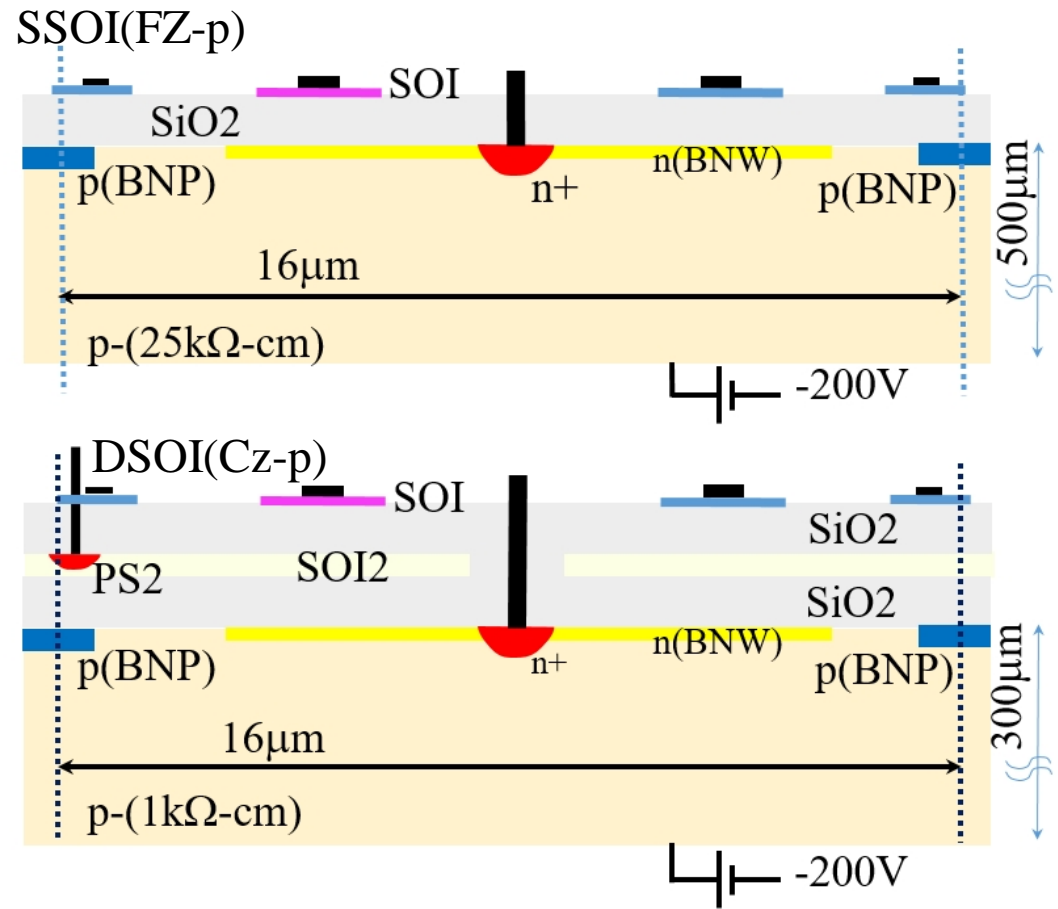 SSOI(FZ-p)
SOI
SiO2
p(BNP)
n+
n(BNW)
p(BNP)
500μm
16μm
p-(25kΩ-cm)
-200V
DSOI(Cz-p)
SOI
SiO2
PS2
SOI2
SiO2
p(BNP)
n+
n(BNW)
p(BNP)
300μm
16μm
p-(1kΩ-cm)
-200V